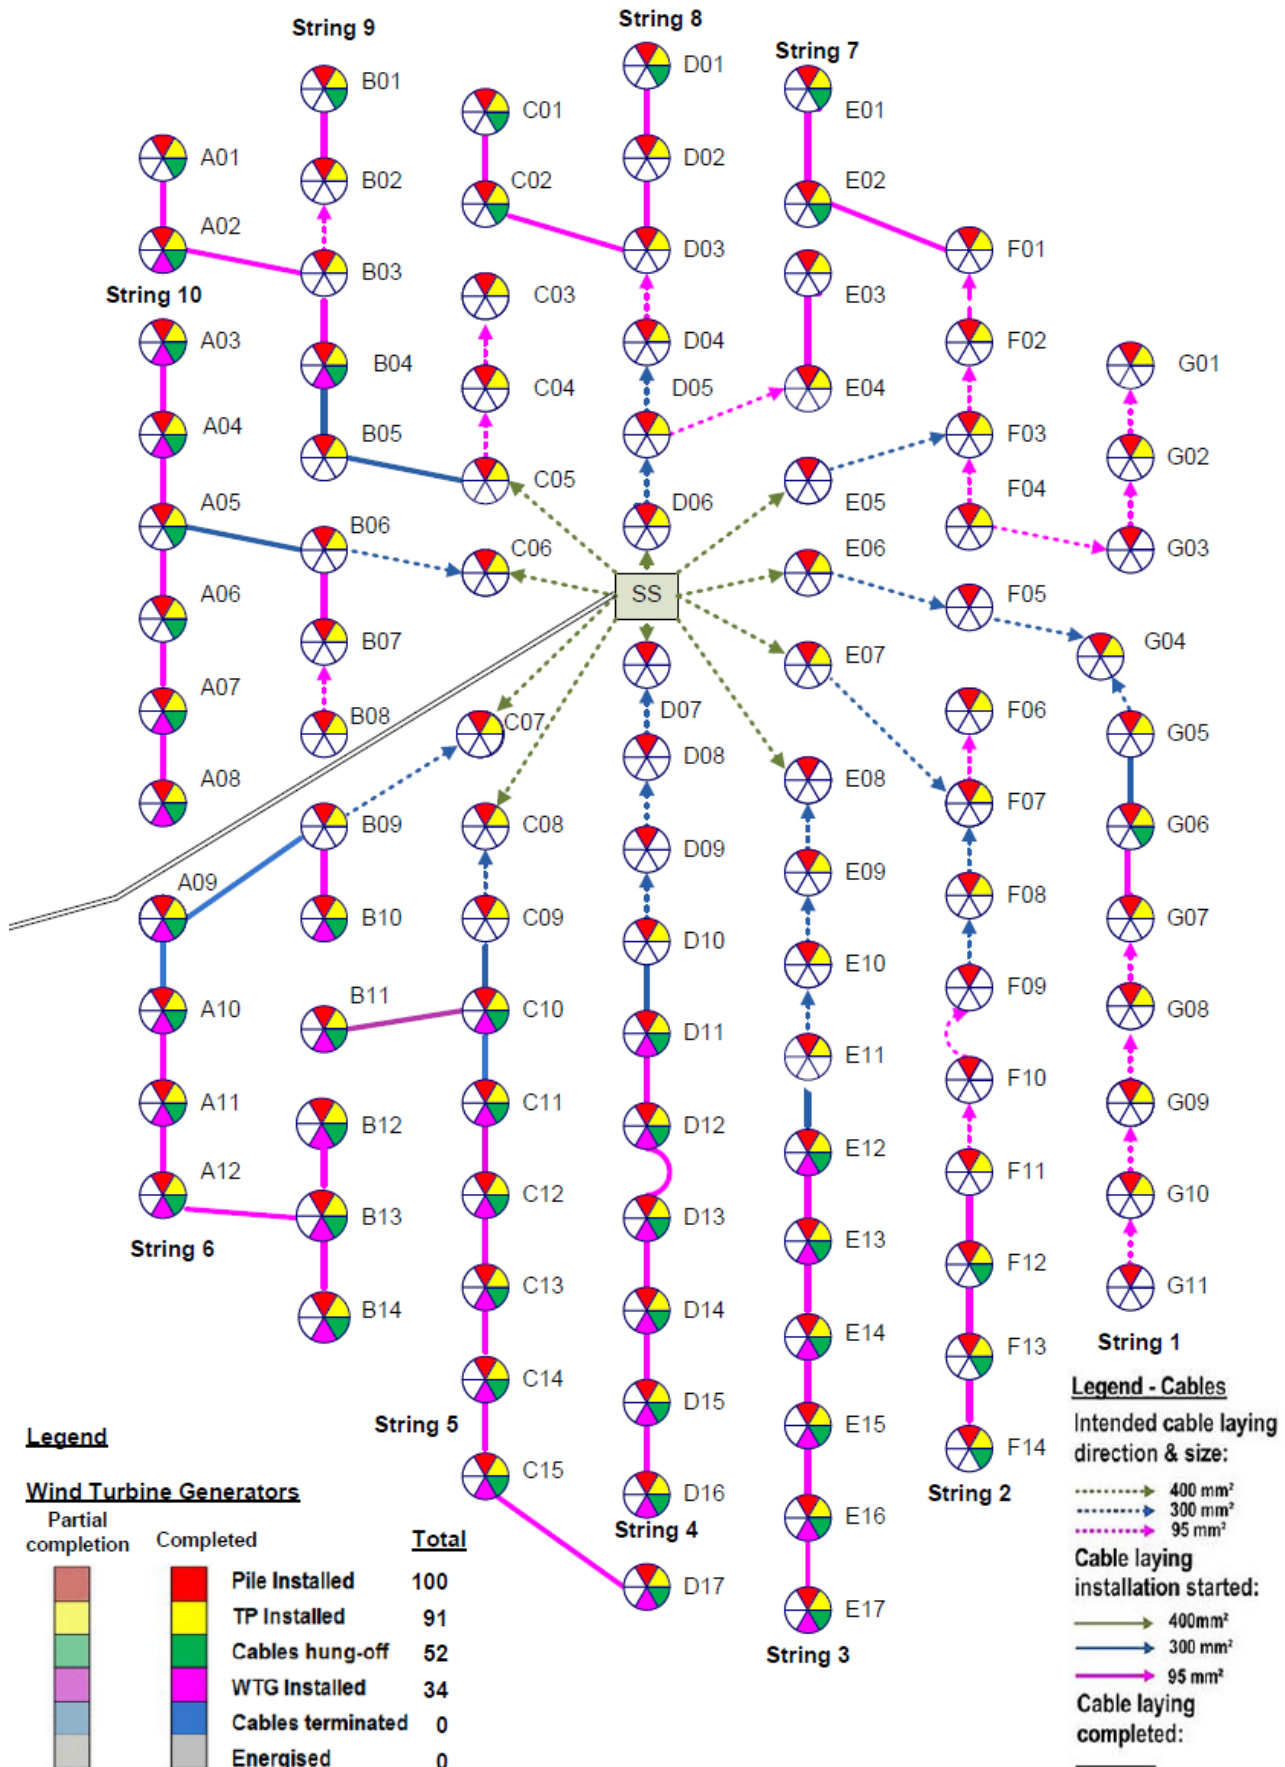 String 9
String 8
String 7
B01
D01
C01
E01
A01
D02
B02
C02
E02
A02
D03
F01
B03
String 10
C03
E03
A03
D04
F02
B04
G01
C04
D05
E04
A04
B05
F03
C05
G02
A05
D06
E05
F04
B06
C06
E06
G03
A06
SS
F05
B07
E07
G04
A07
B08
C07
D07
F06
G05
A08
D08
E08
F07
B09
C08
D09
G06
A09
E09
F08
B10
C09
D10
G07
E10
F09
B11
A10
C10
D11
E11
G08
F10
A11
B12
C11
D12
G09
E12
A12
C12
F11
G10
B13
D13
E13
String 6
F12
C13
G11
B14
D14
E14
F13
String 1
C14
D15
E15
String 5
F14
C15
D16
String 2
E16
String 4
D17
E17
String 3
Legend
Wind Turbine Generators
Partial completion
Completed
Total
Pile Installed 100
TP Installed 91
Cables hung-off 52
WTG Installed 34
Cables terminated 0
Energised 0
Legend - Cables
Intended cable laying
direction & size:
400 mm²
300 mm²
95 mm²
Cable laying
installation started:
400mm²
300 mm²
95 mm²
Cable laying
completed: